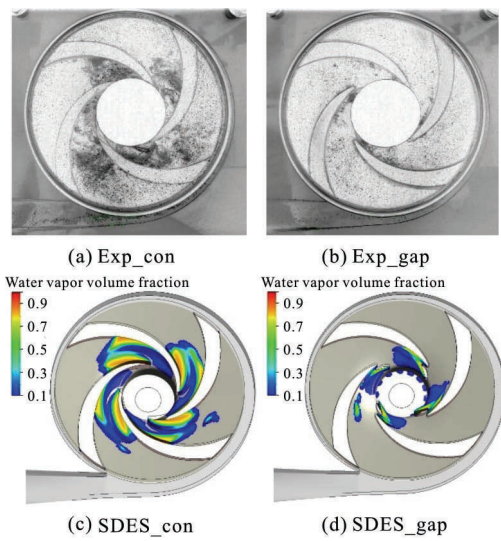 (a) Exp_con
(b) Exp_gap
Water vapor volume fraction
0.9
0.7
0.5
0.3
0.1
Water vapor volume fraction
0.9
0.7
0.5
0.3
0.1
(c) SDES_con
(d) SDES_gap